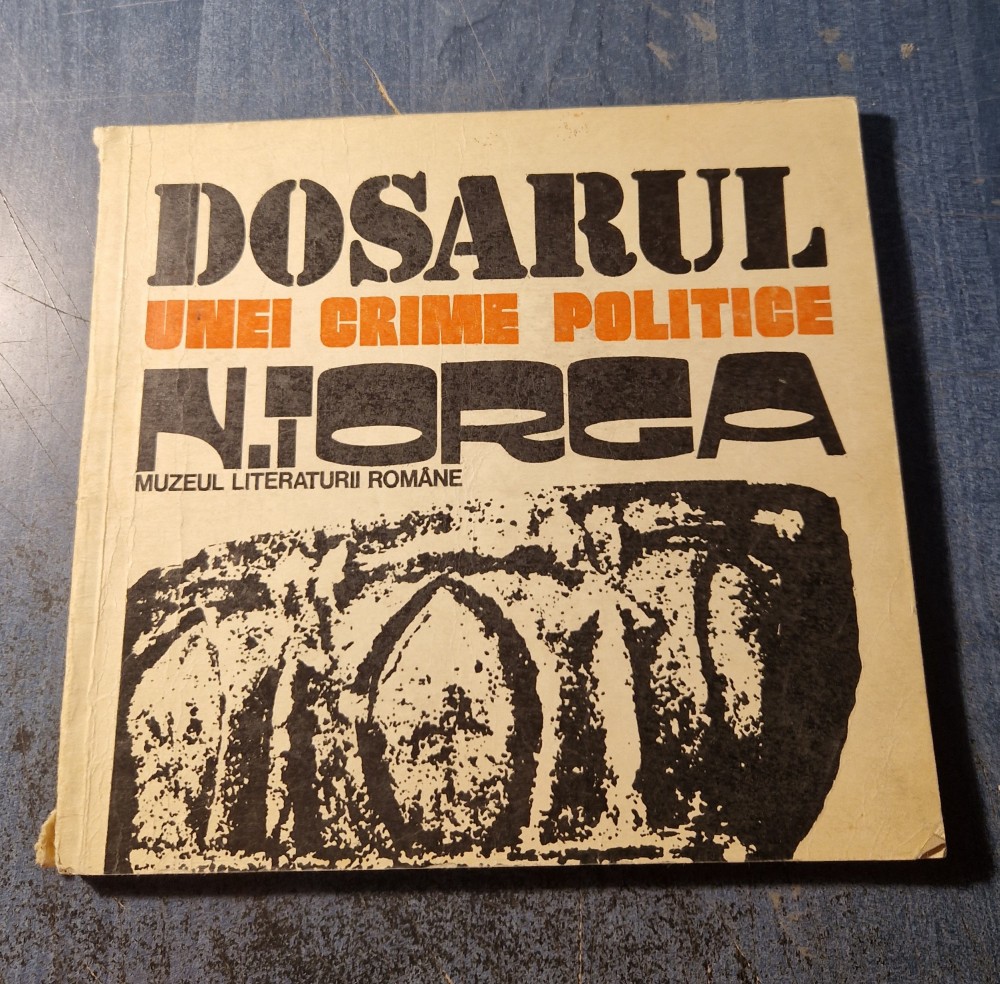 DOSARUL
UNEI CRIME POLITICE
N.iORGA
MUZEUL LITERATURII ROMÂNE